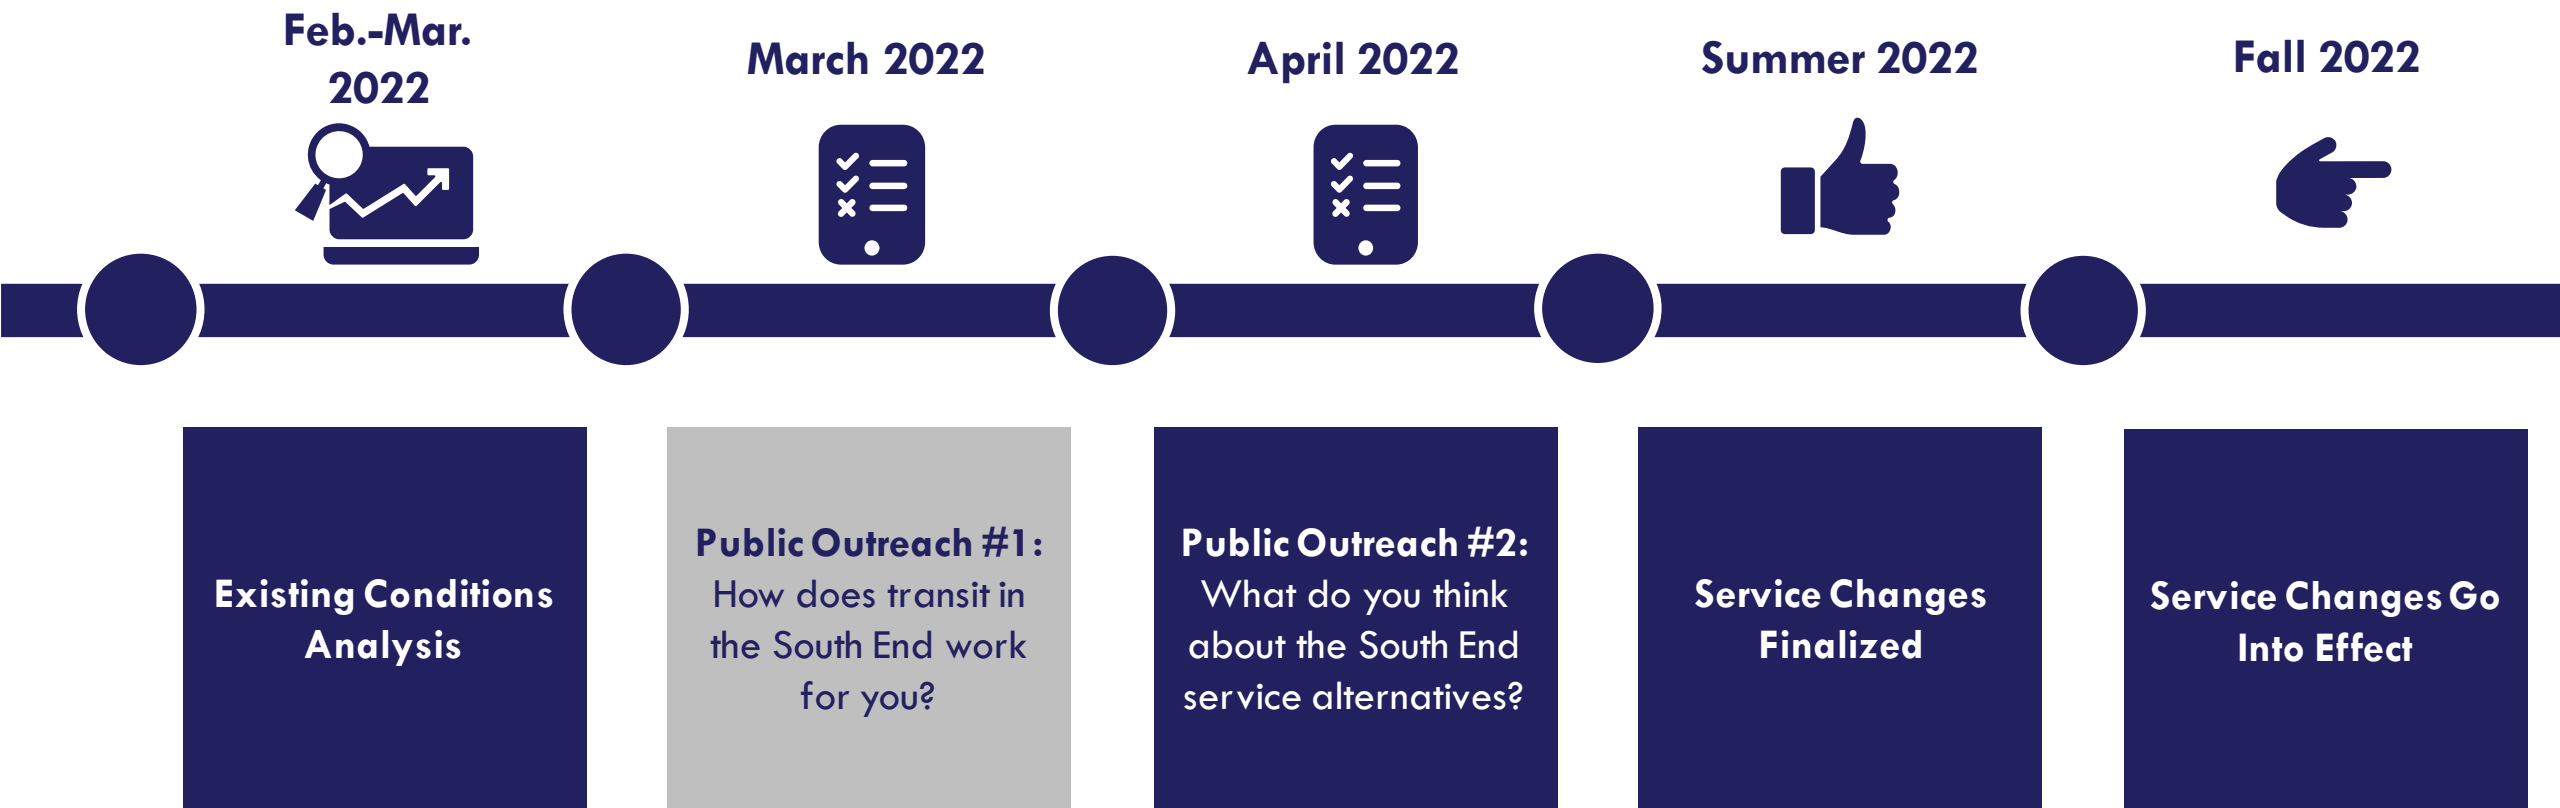 Feb.-Mar.
2022
March 2022
April 2022
Summer 2022
Fall 2022
Existing Conditions
Analysis
Public Outreach #1:
How does transit in
the South End work
for you?
Public Outreach #2:
What do you think
about the South End
service alternatives?
Service Changes
Finalized
Service Changes Go
Into Effect